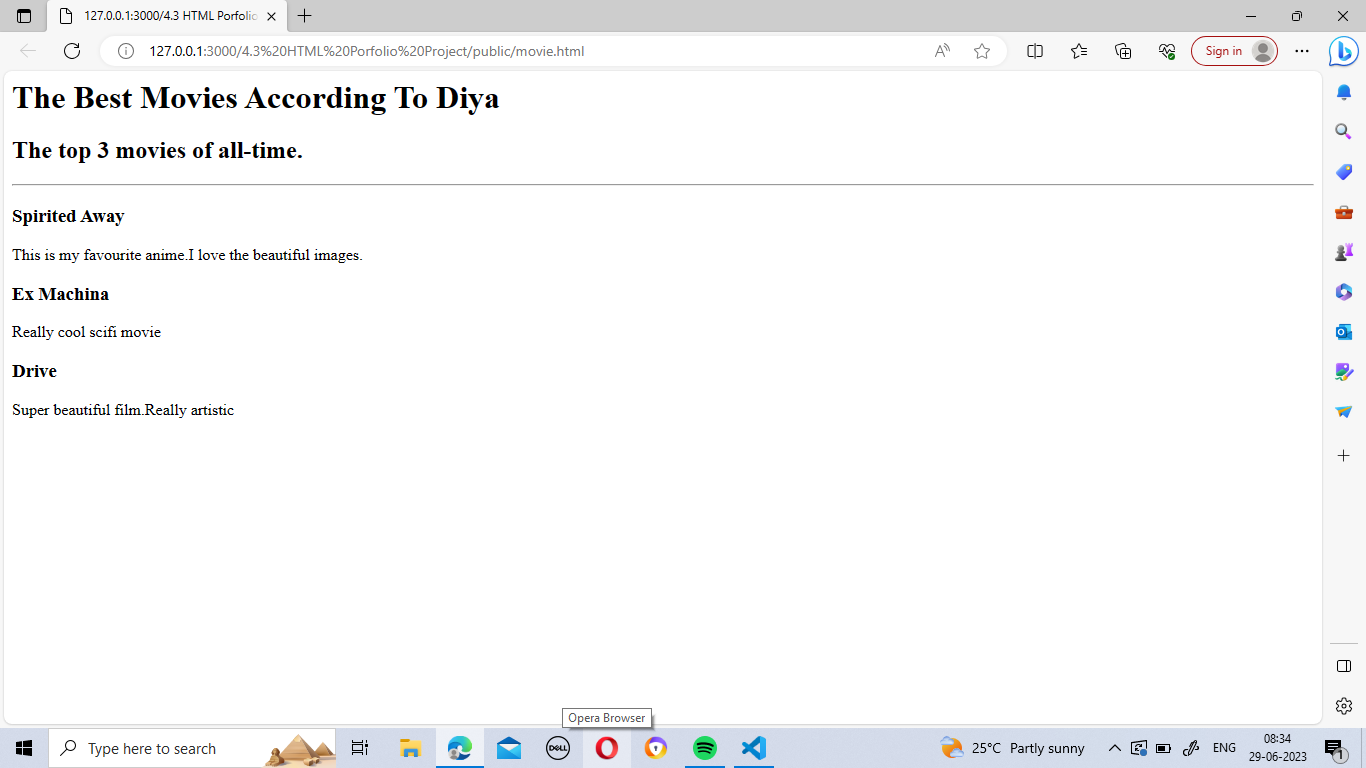 127.0.0.1:3000/4.3 HTML Porfolio
127.0.0.1:3000/4.3%20HTML%20Porfolio%20Project/public/movie.html
Sign in
The Best Movies According To Diya
The top 3 movies of all-time.
Spirited Away
This is my favourite anime.I love the beautiful images.
Ex Machina
Really cool scifi movie
Drive
Super beautiful film.Really artistic
Opera Browser
Type here to search
DELL
25°C Partly sunny
ENG
08:34
29-06-2023
1